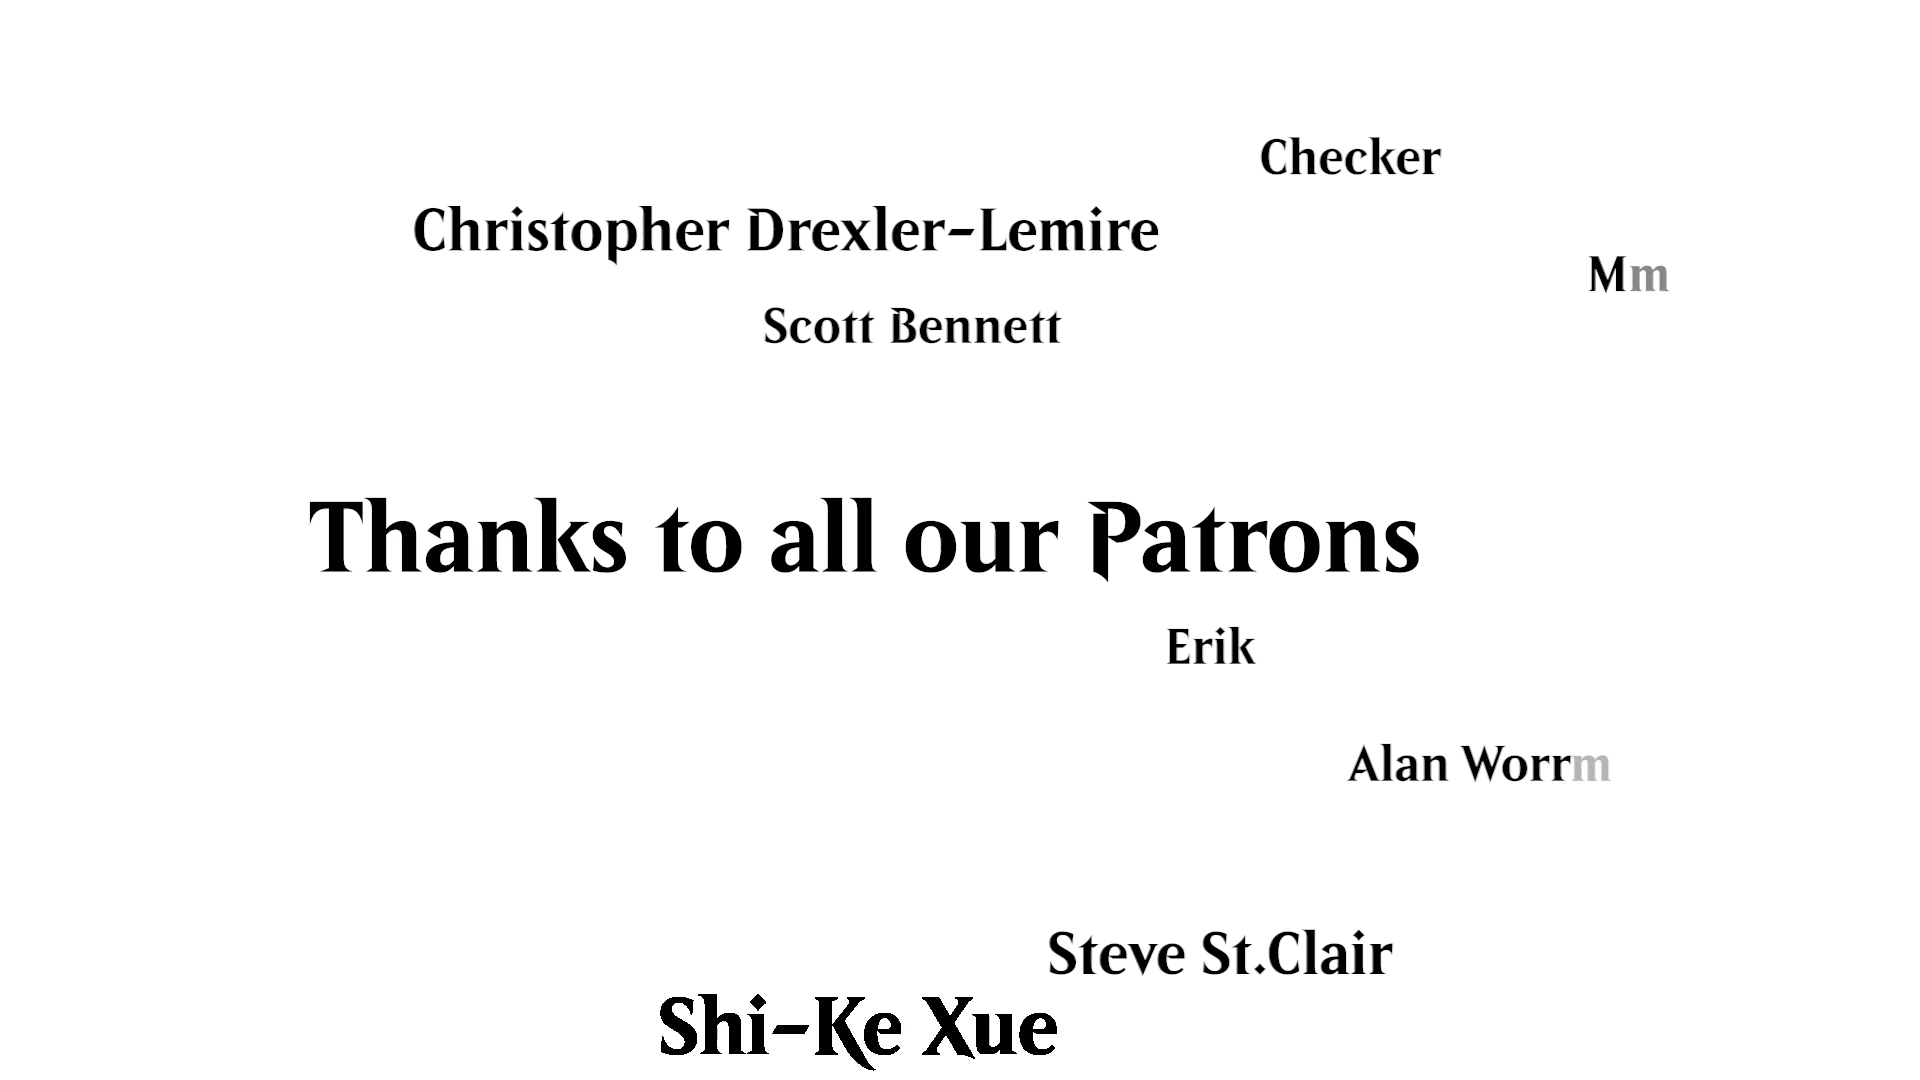 Checker
Christopher Drexler-Lemire
Mm
Scott Bennett
Thanks to all our Patrons
Erik
Alan Worrm
Steve St.Clair
Shi-Ke Xue